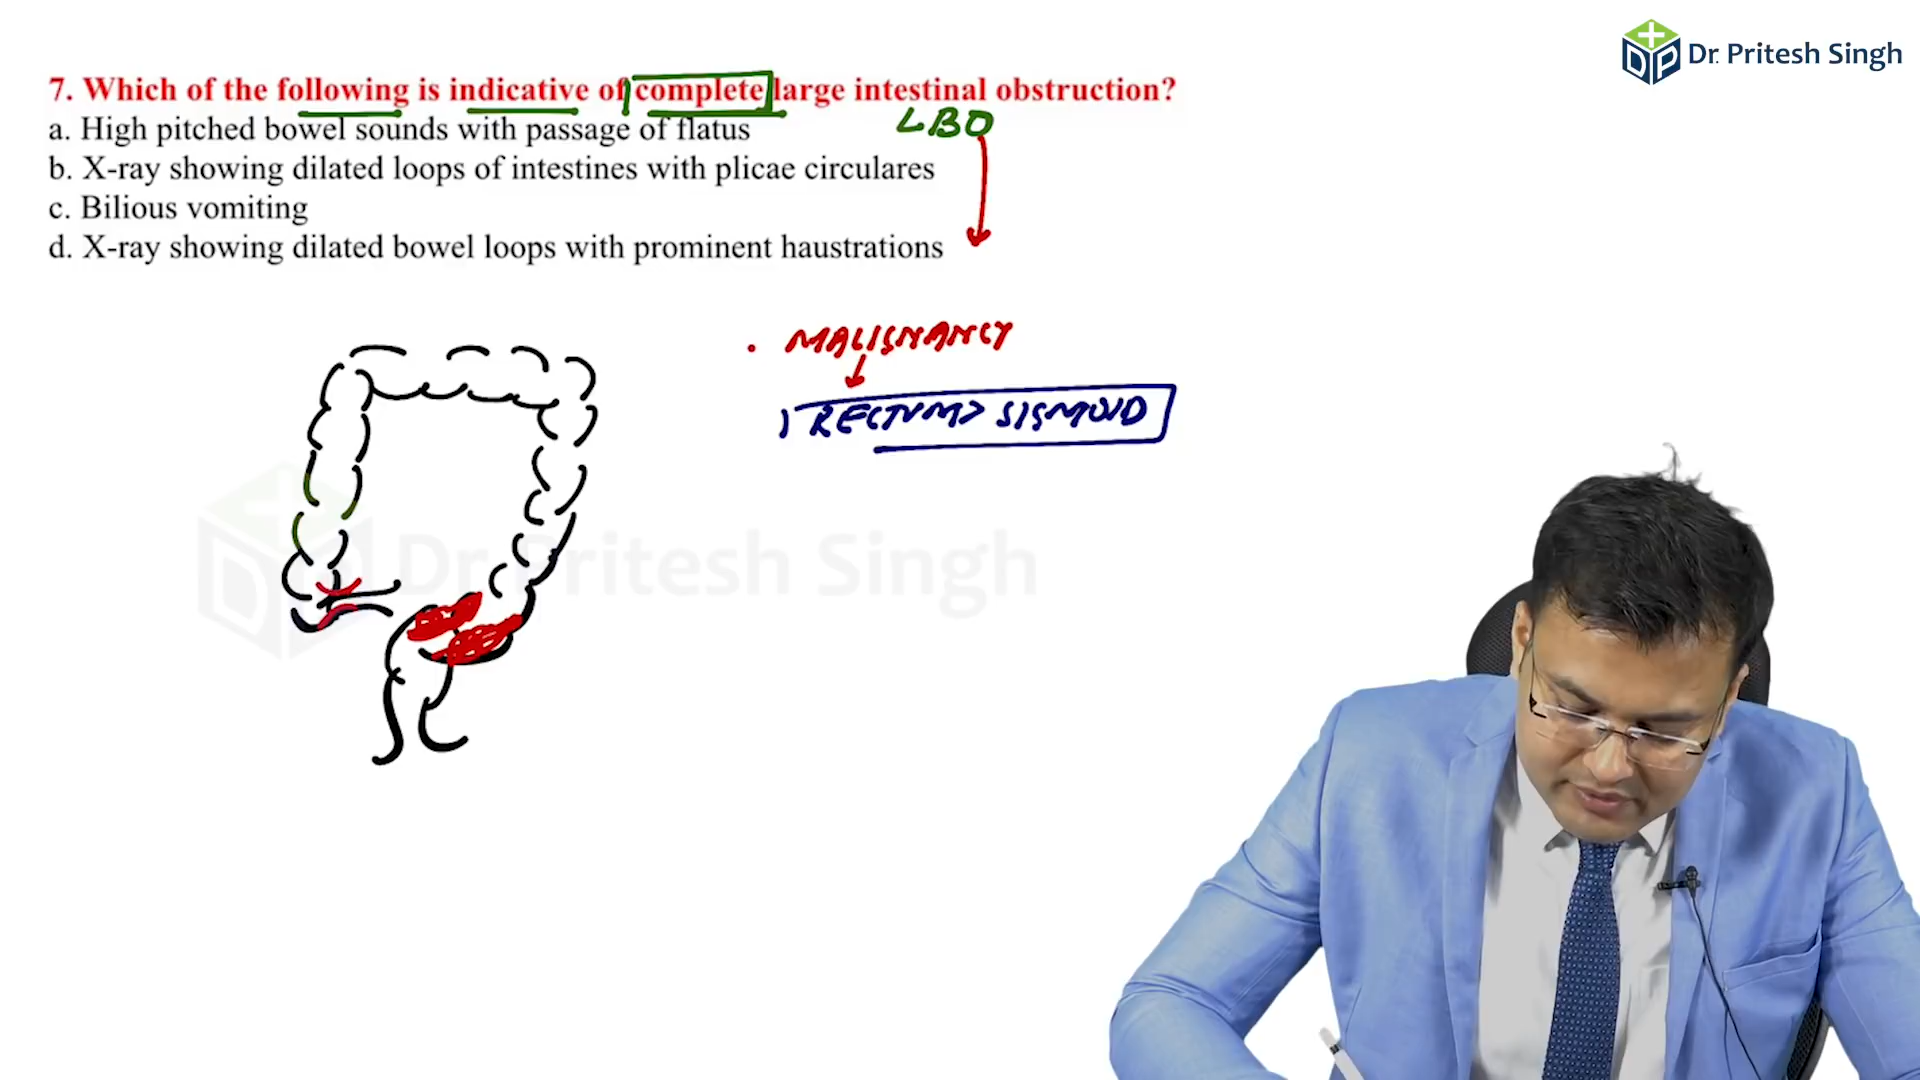 Dr. Pritesh Singh
7. Which of the following is indicative of complete large intestinal obstruction?
a. High pitched bowel sounds with passage of flatus
LBO
b. X-ray showing dilated loops of intestines with plicae circulares
c. Bilious vomiting
d. X-ray showing dilated bowel loops with prominent haustrations
• MALIGNANCY
) RECTUM > SIGMOID
Dr. Pritesh Singh
DP